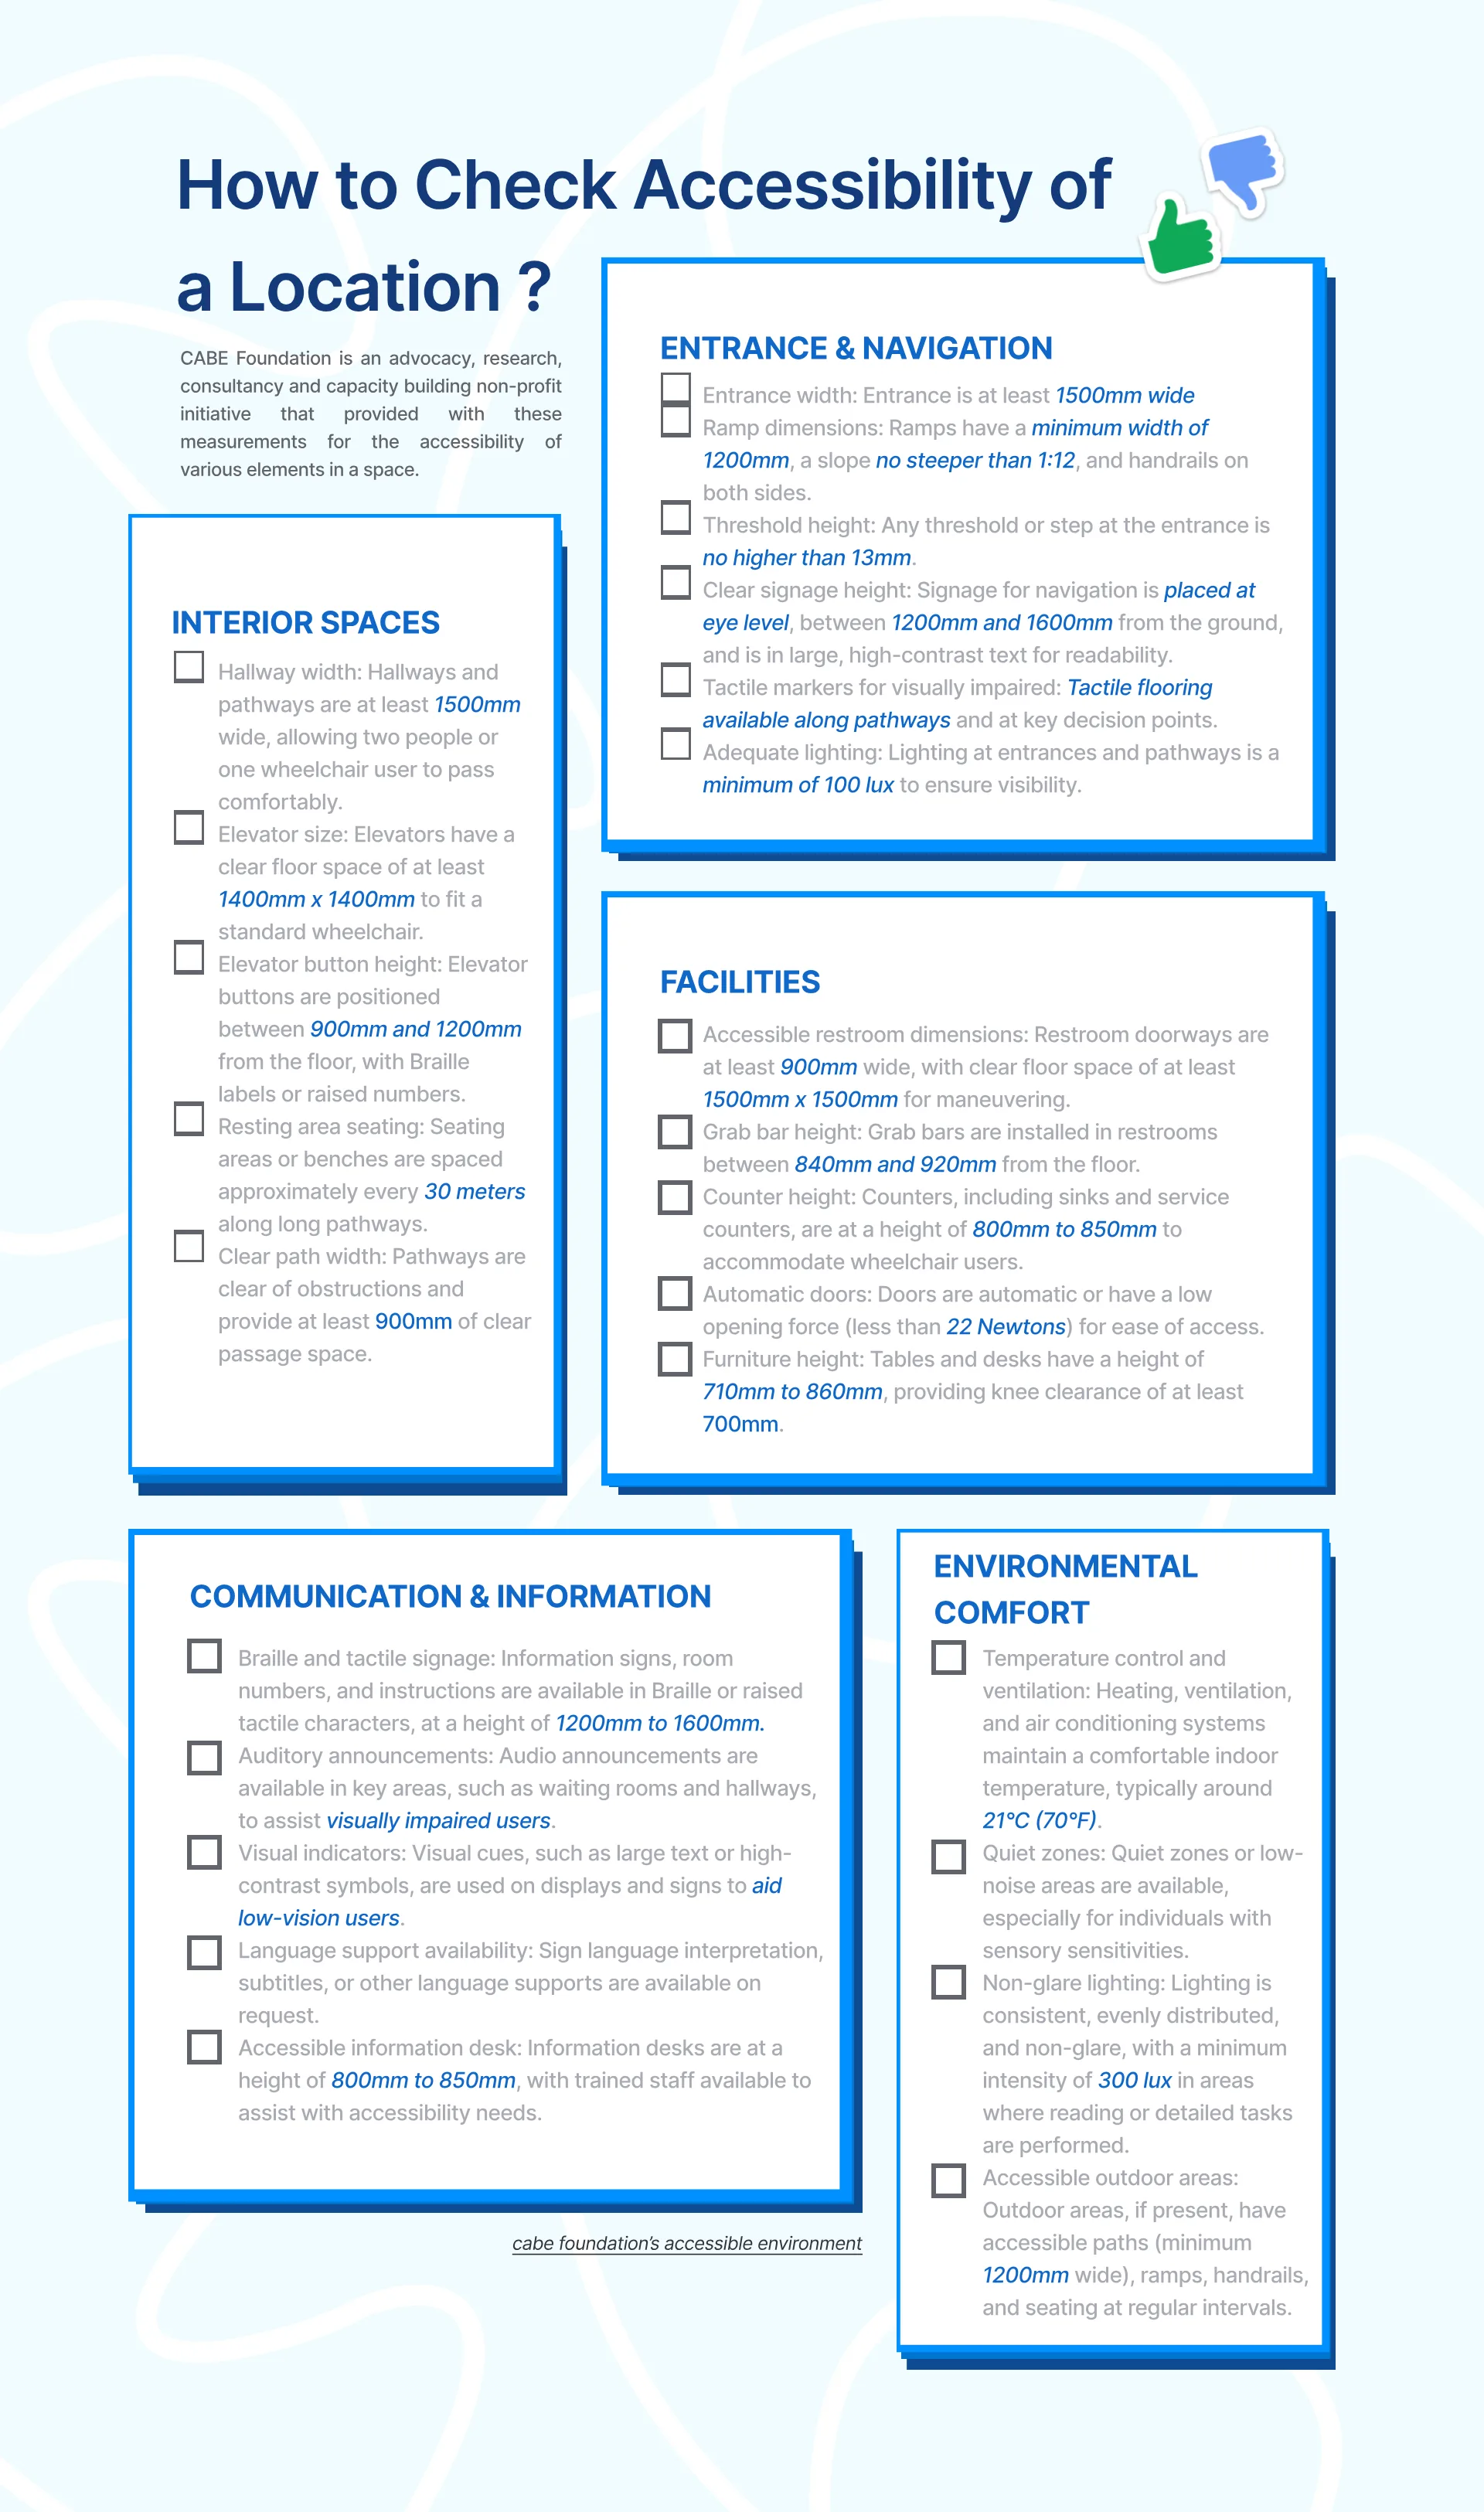 How to Check Accessibility of
a Location ?
CABE Foundation is an advocacy, research,
consultancy and capacity building non-profit
initiative that provided with these
measurements for the accessibility of
various elements in a space.
ENTRANCE & NAVIGATION
Entrance width: Entrance is at least 1500mm wide
Ramp dimensions: Ramps have a minimum width of
1200mm, a slope no steeper than 1:12, and handrails on
both sides.
Threshold height: Any threshold or step at the entrance is
no higher than 13mm.
Clear signage height: Signage for navigation is placed at
eye level, between 1200mm and 1600mm from the ground,
and is in large, high-contrast text for readability.
Tactile markers for visually impaired: Tactile flooring
available along pathways and at key decision points.
Adequate lighting: Lighting at entrances and pathways is a
minimum of 100 lux to ensure visibility.
INTERIOR SPACES
Hallway width: Hallways and
pathways are at least 1500mm
wide, allowing two people or
one wheelchair user to pass
comfortably.
Elevator size: Elevators have a
clear floor space of at least
1400mm x 1400mm to fit a
standard wheelchair.
Elevator button height: Elevator
buttons are positioned
between 900mm and 1200mm
from the floor, with Braille
labels or raised numbers.
Resting area seating: Seating
areas or benches are spaced
approximately every 30 meters
along long pathways.
Clear path width: Pathways are
clear of obstructions and
provide at least 900mm of clear
passage space.
FACILITIES
Accessible restroom dimensions: Restroom doorways are
at least 900mm wide, with clear floor space of at least
1500mm x 1500mm for maneuvering.
Grab bar height: Grab bars are installed in restrooms
between 840mm and 920mm from the floor.
Counter height: Counters, including sinks and service
counters, are at a height of 800mm to 850mm to
accommodate wheelchair users.
Automatic doors: Doors are automatic or have a low
opening force (less than 22 Newtons) for ease of access.
Furniture height: Tables and desks have a height of
710mm to 860mm, providing knee clearance of at least
700mm.
COMMUNICATION & INFORMATION
Braille and tactile signage: Information signs, room
numbers, and instructions are available in Braille or raised
tactile characters, at a height of 1200mm to 1600mm.
Auditory announcements: Audio announcements are
available in key areas, such as waiting rooms and hallways,
to assist visually impaired users.
Visual indicators: Visual cues, such as large text or high-
contrast symbols, are used on displays and signs to aid
low-vision users.
Language support availability: Sign language interpretation,
subtitles, or other language supports are available on
request.
Accessible information desk: Information desks are at a
height of 800mm to 850mm, with trained staff available to
assist with accessibility needs.
cabe foundation's accessible environment
ENVIRONMENTAL
COMFORT
Temperature control and
ventilation: Heating, ventilation,
and air conditioning systems
maintain a comfortable indoor
temperature, typically around
21°C (70°F).
Quiet zones: Quiet zones or low-
noise areas are available,
especially for individuals with
sensory sensitivities.
Non-glare lighting: Lighting is
consistent, evenly distributed,
and non-glare, with a minimum
intensity of 300 lux in areas
where reading or detailed tasks
are performed.
Accessible outdoor areas:
Outdoor areas, if present, have
accessible paths (minimum
1200mm wide), ramps, handrails,
and seating at regular intervals.